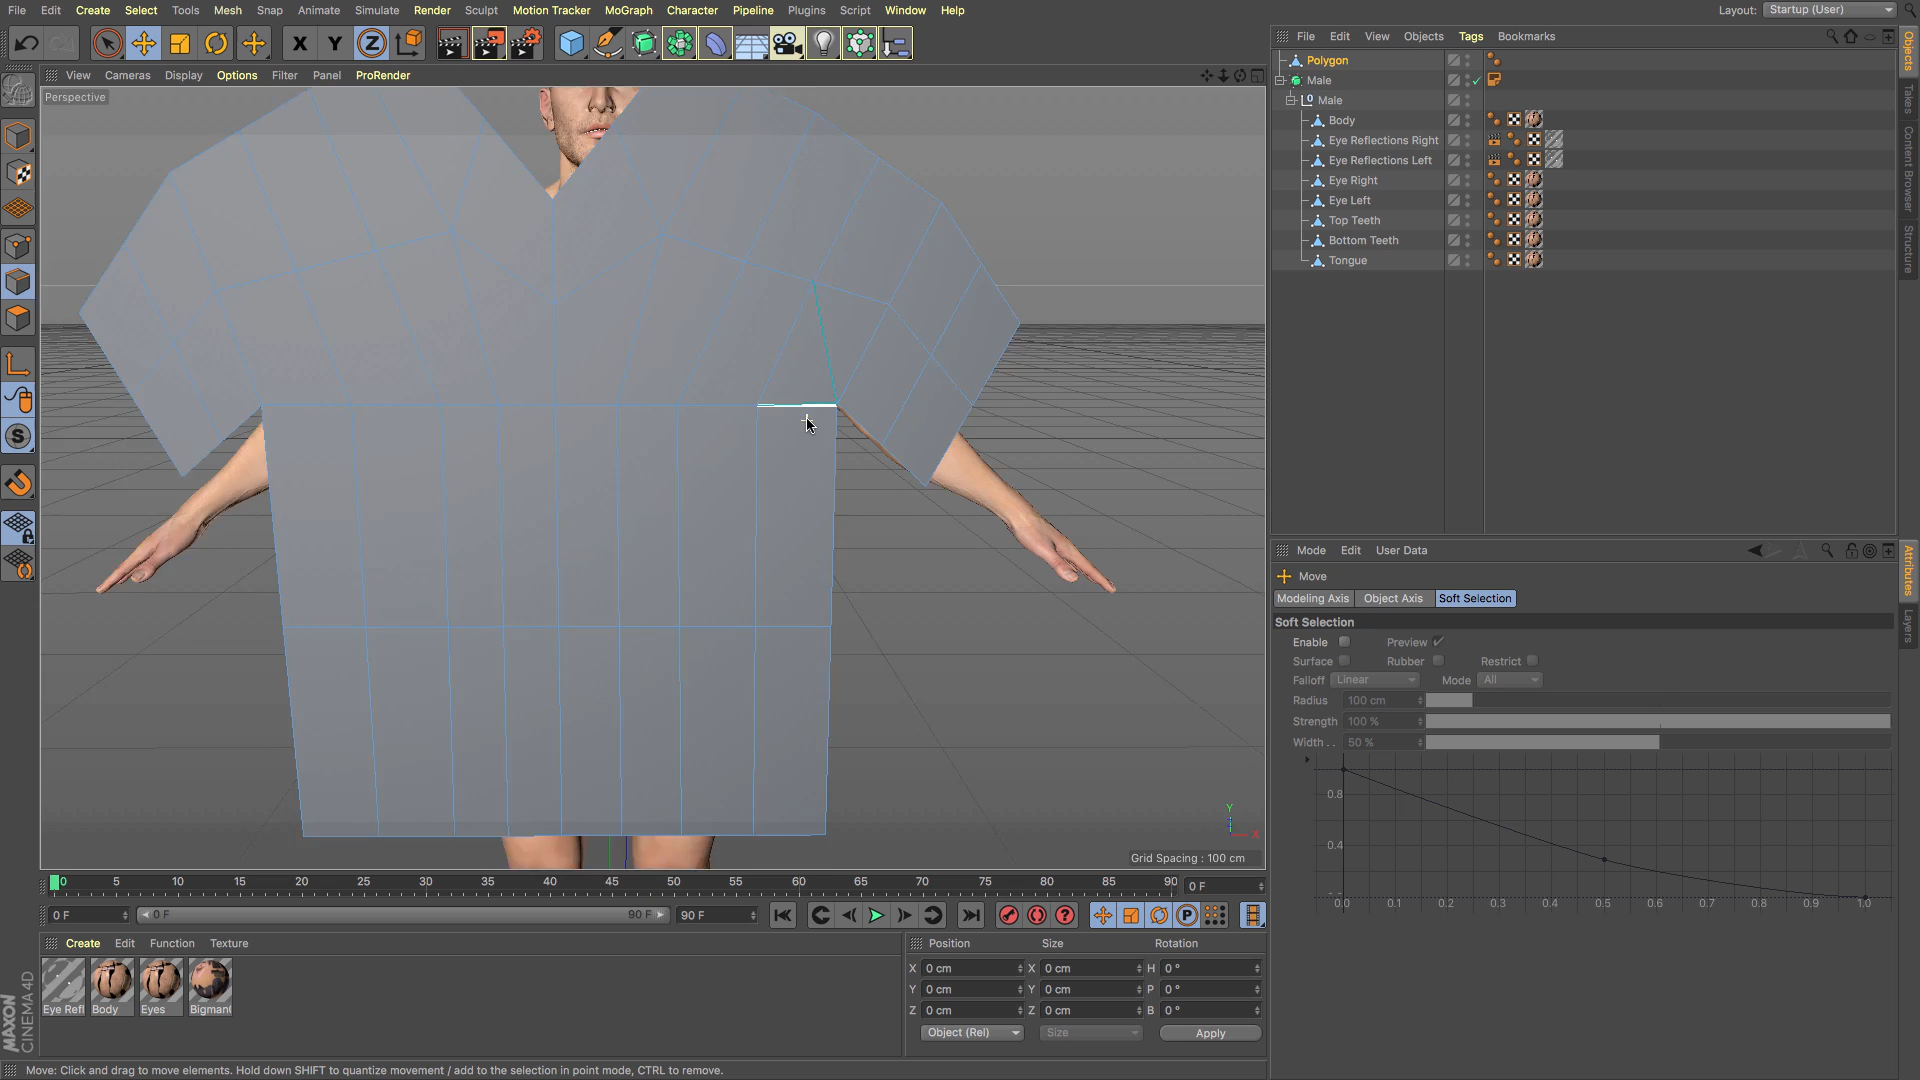 File Edit Create Select Tools Mesh Snap Animate Simulate Render Sculpt Motion Tracker MoGraph Character Pipeline Plugins Script Window Help Layout: Startup (User)
X Y Z
View Cameras Display Options Filter Panel ProRender
Perspective
Grid Spacing : 100 cm
Y
X
0 5 10 15 20 25 30 35 40 45 50 55 60 65 70 75 80 85 90 0 F
0 F 0 F 90 F 90 F
Create Edit Function Texture
Eye Refl Body Eyes Bigman
Position Size Rotation
X 0 cm X 0 cm H 0 °
Y 0 cm Y 0 cm P 0 °
Z 0 cm Z 0 cm B 0 °
Object (Rel) Size Apply
MAXON
CINEMA 4D
Move: Click and drag to move elements. Hold down SHIFT to quantize movement / add to the selection in point mode, CTRL to remove.
File Edit View Objects Tags Bookmarks
Polygon
Male
Male
Body
Eye Reflections Right
Eye Reflections Left
Eye Right
Eye Left
Top Teeth
Bottom Teeth
Tongue
Objects
Takes
Content Browser
Structure
Mode Edit User Data
Move
Modeling Axis Object Axis Soft Selection
Soft Selection
Enable Preview
Surface Rubber Restrict
Falloff Linear Mode All
Radius 100 cm
Strength 100 %
Width . . 50 %
0.8
0.4
0.0 0.1 0.2 0.3 0.4 0.5 0.6 0.7 0.8 0.9 1.0
Attributes
Layers